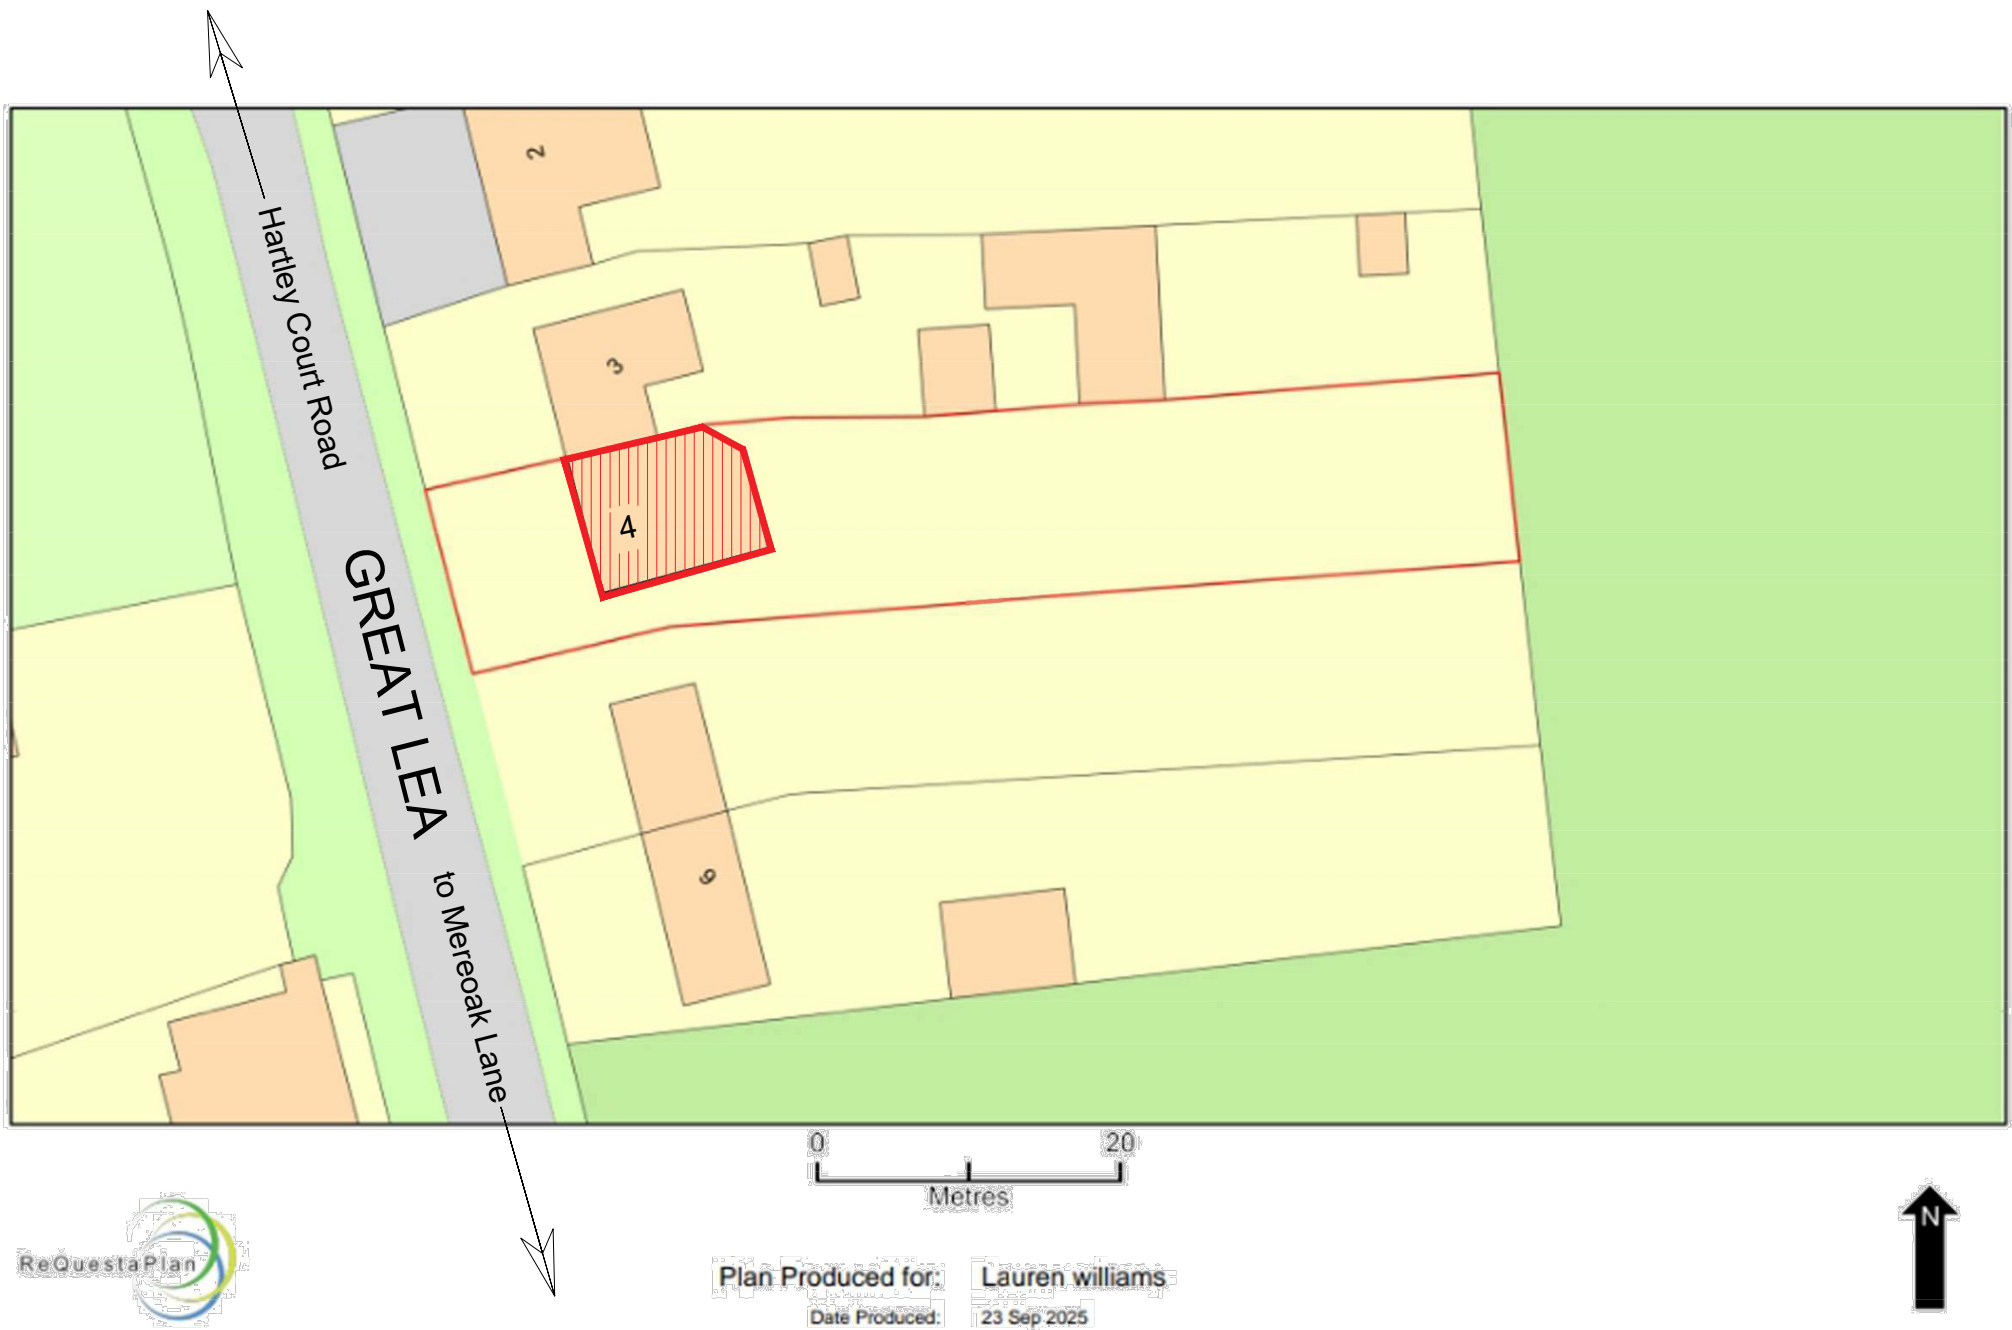 2
Hartley Court Road
3
4
GREAT LEA
to Mereoak Lane
6
0 20
Metres
N
ReQuestaPlan
Plan Produced for: Lauren williams
Date Produced: 23 Sep 2025